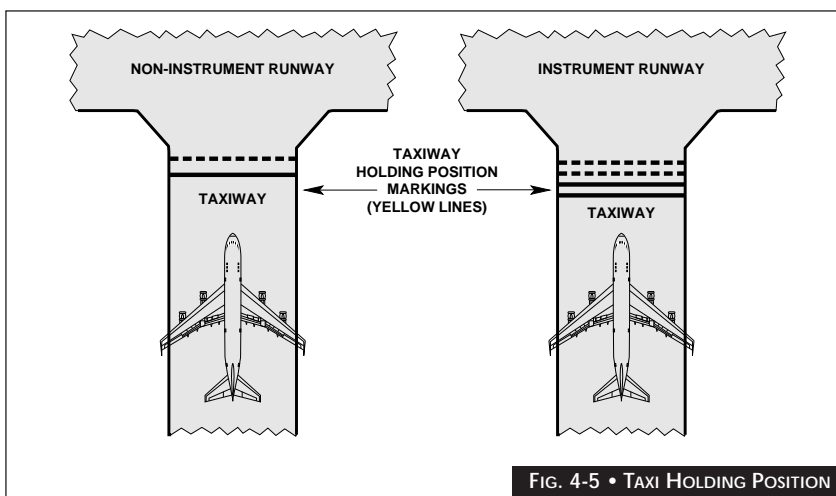 NON-INSTRUMENT RUNWAY
INSTRUMENT RUNWAY
TAXIWAY
HOLDING POSITION
MARKINGS
(YELLOW LINES)
TAXIWAY
TAXIWAY
FIG. 4-5 • TAXI HOLDING POSITION